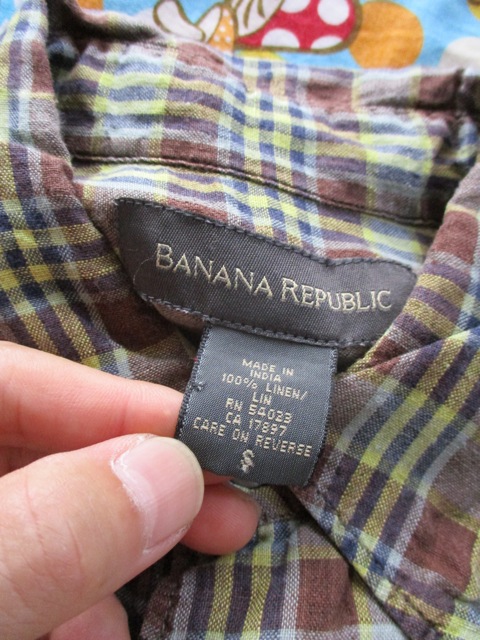 BANANA REPUBLIC
MADE IN
INDIA
100% LINEN/
LIN
RN 54023
CA 17897
CARE ON REVERSE
S